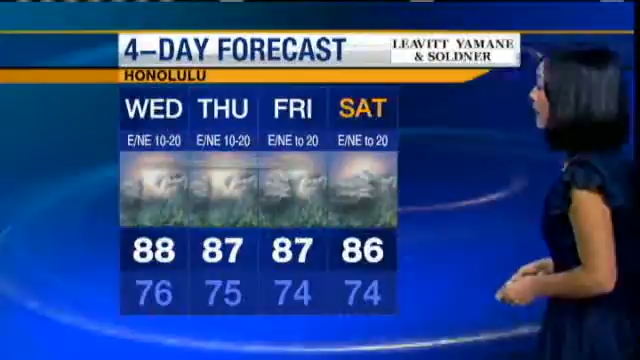 4-DAY FORECAST
LEAVITT YAMANE
& SOLDNER
HONOLULU
WED THU FRI SAT
E/NE 10-20 E/NE 10-20 E/NE to 20 E/NE to 20
88 87 87 86
76 75 74 74